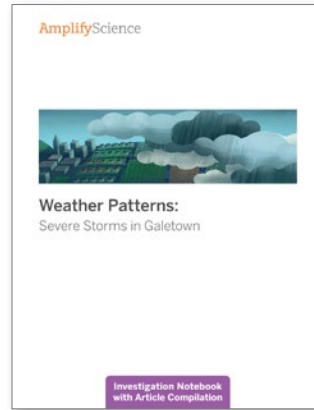 AmplifyScience
Weather Patterns:
Severe Storms in Galetown
Investigation Notebook
with Article Compilation